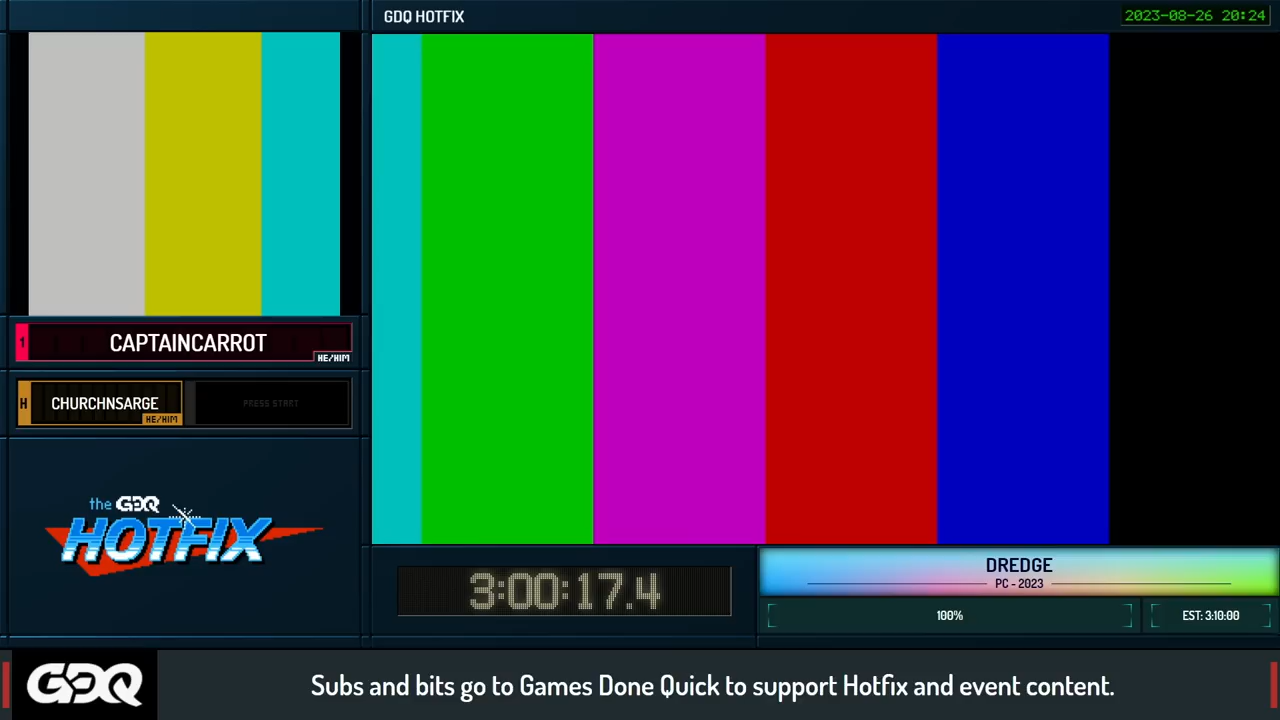 GDQ HOTFIX
2023-08-26 20:24
1
CAPTAINCARROT
HE/HIM
H
CHURCHNSARGE
HE/HIM
PRESS START
the GDQ
HOTFIX
3:00:17.4
DREDGE
PC - 2023
100%
EST: 3:10:00
GDQ
Subs and bits go to Games Done Quick to support Hotfix and event content.